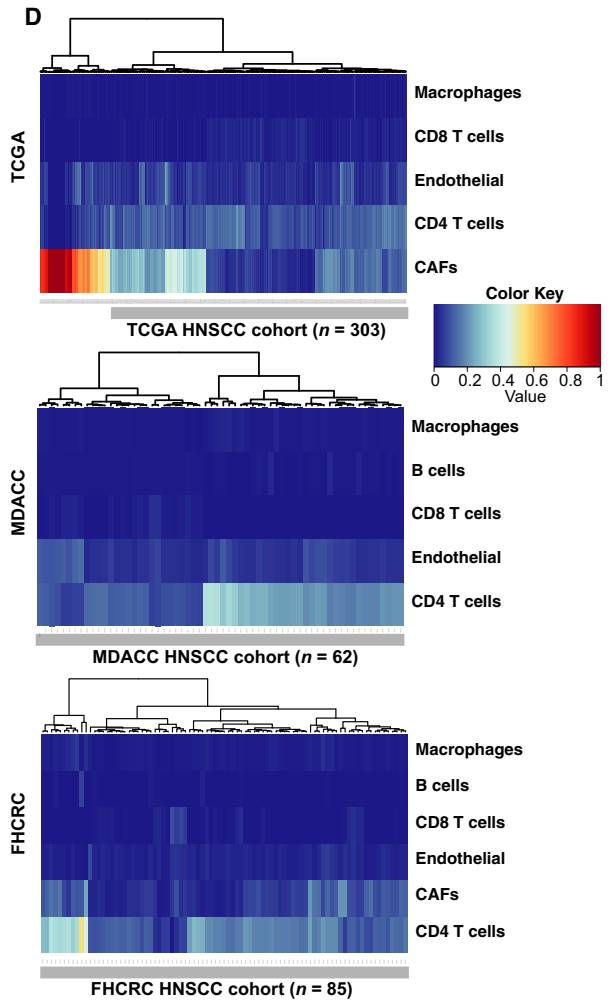 D
TCGA
Macrophages
CD8 T cells
Endothelial
CD4 T cells
CAFs
TCGA HNSCC cohort (n = 303)
Color Key
0 0.2 0.4 0.6 0.8 1
Value
MDACC
Macrophages
B cells
CD8 T cells
Endothelial
CD4 T cells
MDACC HNSCC cohort (n = 62)
FHCRC
Macrophages
B cells
CD8 T cells
Endothelial
CAFs
CD4 T cells
FHCRC HNSCC cohort (n = 85)